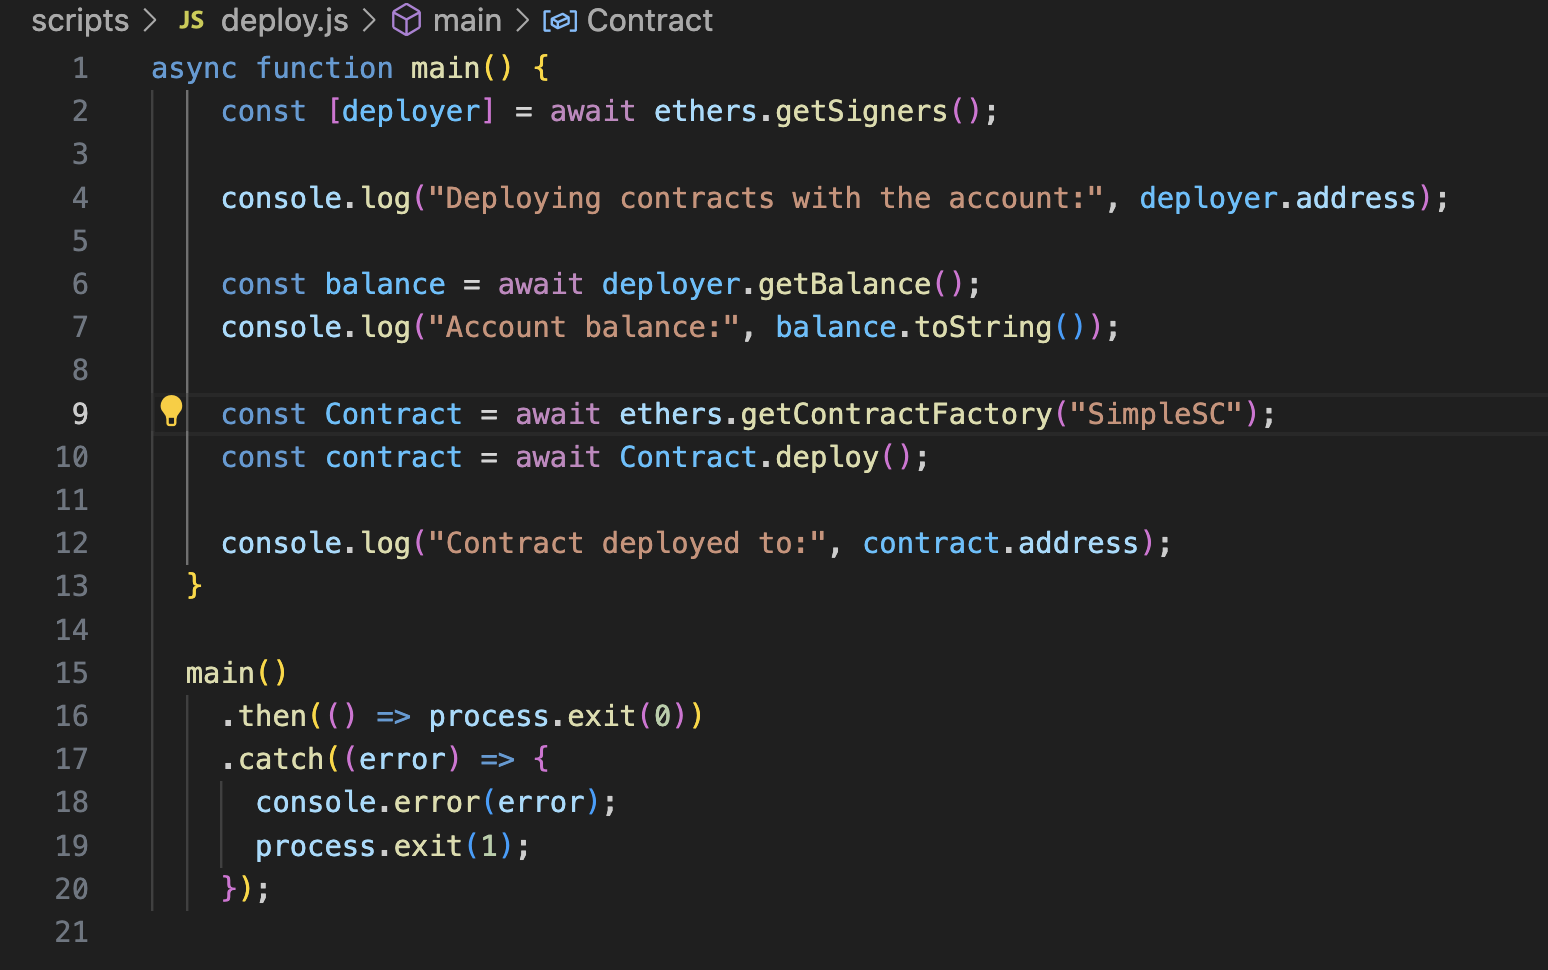 scripts > JS deploy.js > main > Contract
1 async function main() {
2 const [deployer] = await ethers.getSigners();
3
4 console.log("Deploying contracts with the account:", deployer.address);
5
6 const balance = await deployer.getBalance();
7 console.log("Account balance:", balance.toString());
8
9 const Contract = await ethers.getContractFactory("SimpleSC");
10 const contract = await Contract.deploy();
11
12 console.log("Contract deployed to:", contract.address);
13 }
14
15 main()
16 .then(() => process.exit(0))
17 .catch((error) => {
18 console.error(error);
19 process.exit(1);
20 });
21